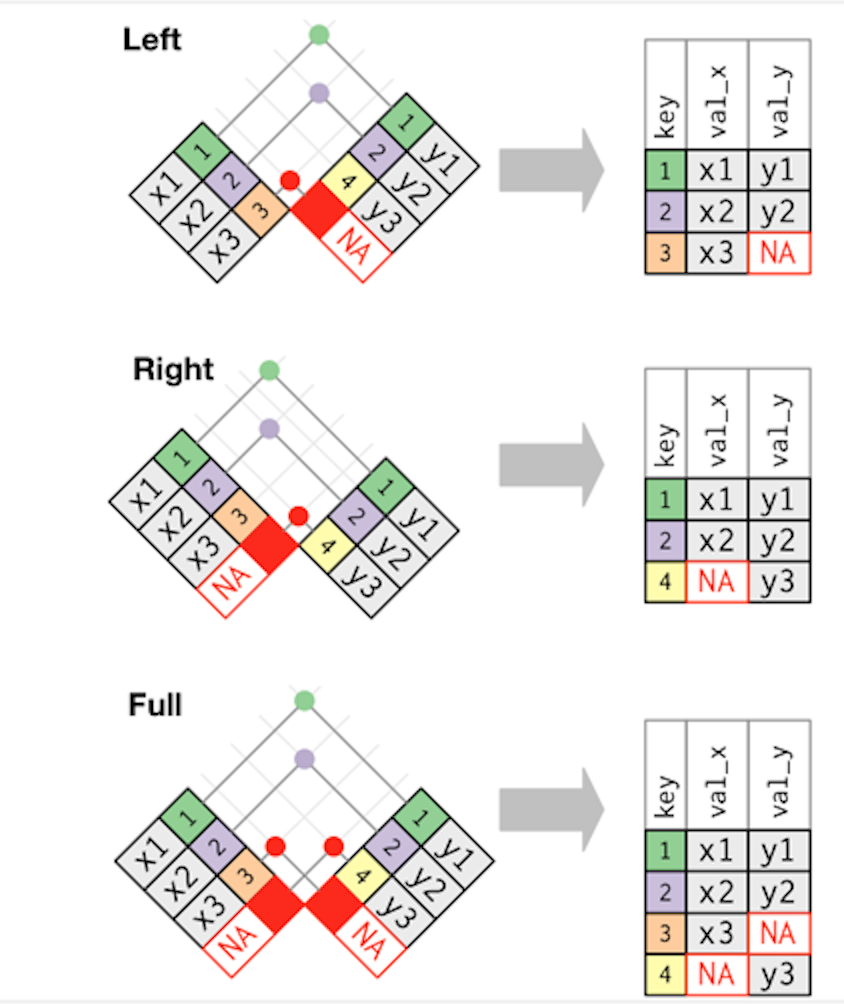 Left
1
x1
2
x2
3
x3
1
y1
2
y2
4
y3
NA
key val_x val_y
1 x1 y1
2 x2 y2
3 x3 NA
Right
1
x1
2
x2
3
x3
NA
1
y1
2
y2
4
y3
key val_x val_y
1 x1 y1
2 x2 y2
4 NA y3
Full
1
x1
2
x2
3
x3
NA
1
y1
2
y2
4
y3
NA
key val_x val_y
1 x1 y1
2 x2 y2
3 x3 NA
4 NA y3